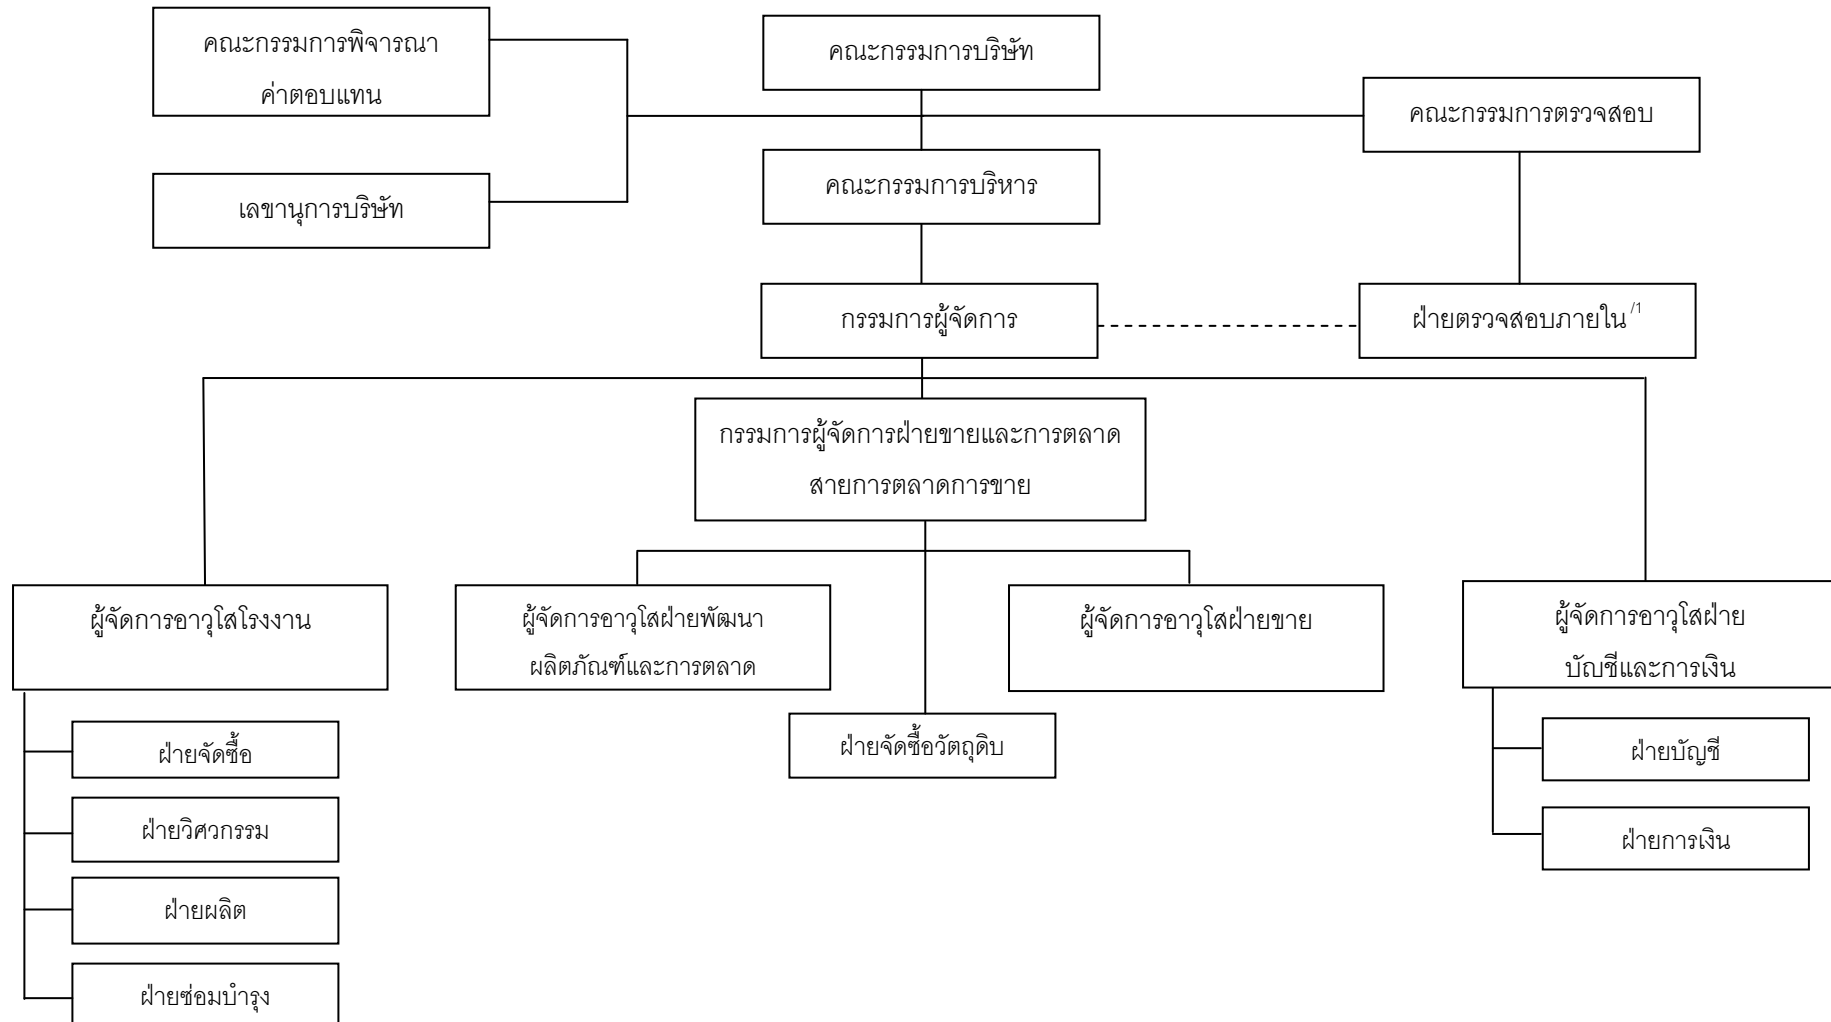 คณะกรรมการพิจารณา
ค่าตอบแทน
คณะกรรมการบริษัท
คณะกรรมการตรวจสอบ
คณะกรรมการบริหาร
เลขานุการบริษัท
กรรมการผู้จัดการ
ฝ่ายตรวจสอบภายใน /1
กรรมการผู้จัดการฝ่ายขายและการตลาด
สายการตลาดการขาย
ผู้จัดการอาวุโสโรงงาน
ผู้จัดการอาวุโสฝ่ายพัฒนา
ผลิตภัณฑ์และการตลาด
ผู้จัดการอาวุโสฝ่ายขาย
ผู้จัดการอาวุโสฝ่าย
บัญชีและการเงิน
ฝ่ายจัดซื้อ
ฝ่ายวิศวกรรม
ฝ่ายผลิต
ฝ่ายซ่อมบำรุง
ฝ่ายจัดซื้อวัตถุดิบ
ฝ่ายบัญชี
ฝ่ายการเงิน